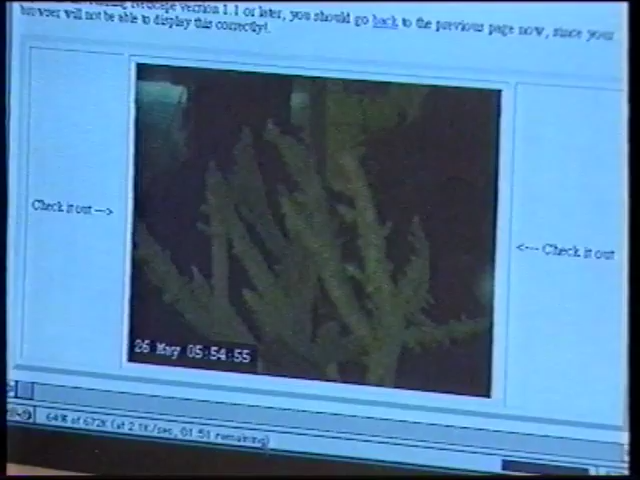 Netscape version 1.1 or later, you should go back to the previous page now, since your
browser will not be able to display this correctly!.
Check it out --->
<--- Check it out
26 May 05:54:55
64% of 672K (at 2.1K/sec, 01:51 remaining)